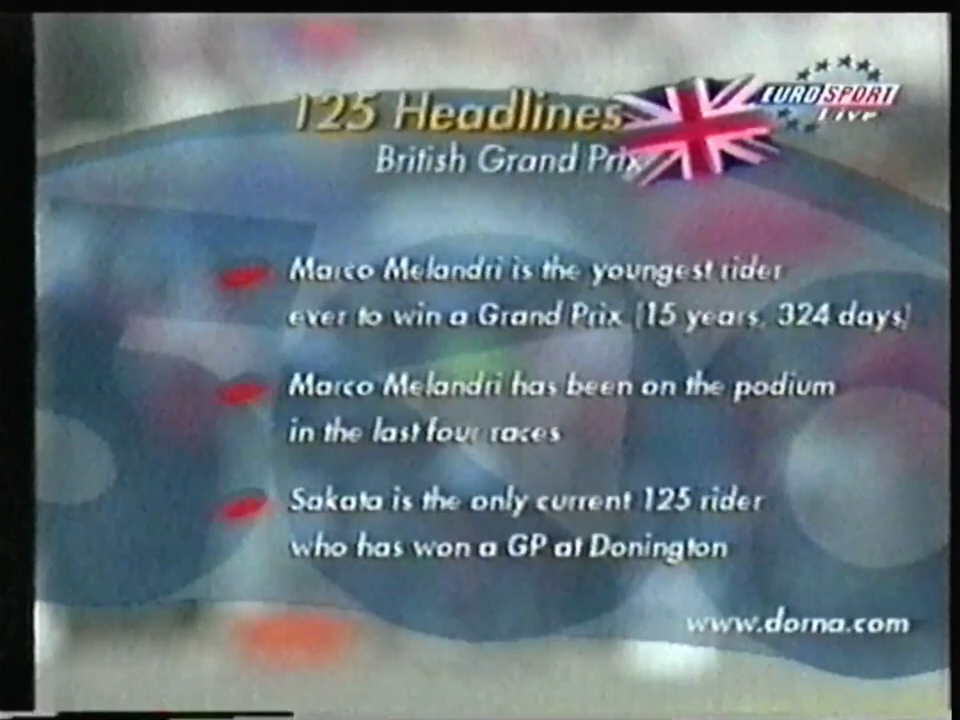 125 Headlines
British Grand Prix
EUROSPORT
Live
Marco Melandri is the youngest rider
ever to win a Grand Prix (15 years, 324 days)
Marco Melandri has been on the podium
in the last four races
Sakata is the only current 125 rider
who has won a GP at Donington
www.dorna.com